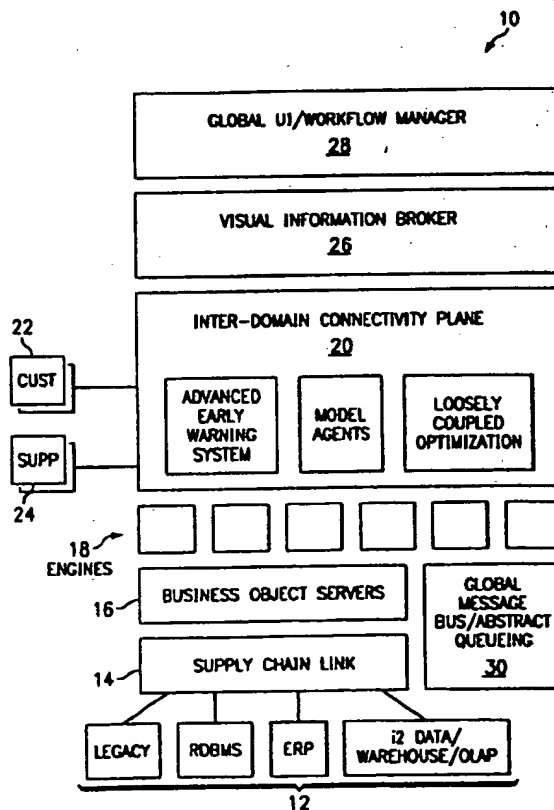 10
GLOBAL UI/WORKFLOW MANAGER
28
VISUAL INFORMATION BROKER
26
INTER-DOMAIN CONNECTIVITY PLANE
20
22
CUST
SUPP
24
ADVANCED
EARLY
WARNING
SYSTEM
MODEL
AGENTS
LOOSELY
COUPLED
OPTIMIZATION
18
ENGINES
16
BUSINESS OBJECT SERVERS
GLOBAL
MESSAGE
BUS/ABSTRACT
QUEUEING
30
14
SUPPLY CHAIN LINK
LEGACY
RDBMS
ERP
i2 DATA/
WAREHOUSE/OLAP
12